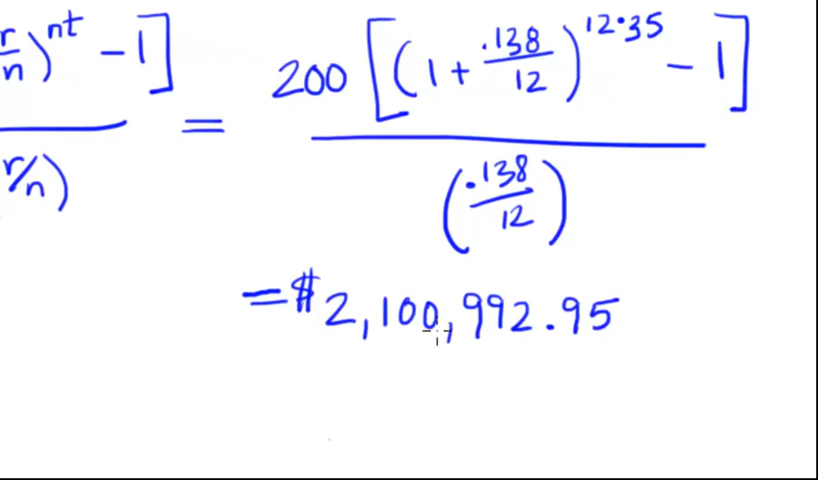 r/n)^nt - 1] = 200 [(1 + .138/12)^12·35 - 1]
r/n) (.138/12)
= $2,100,992.95